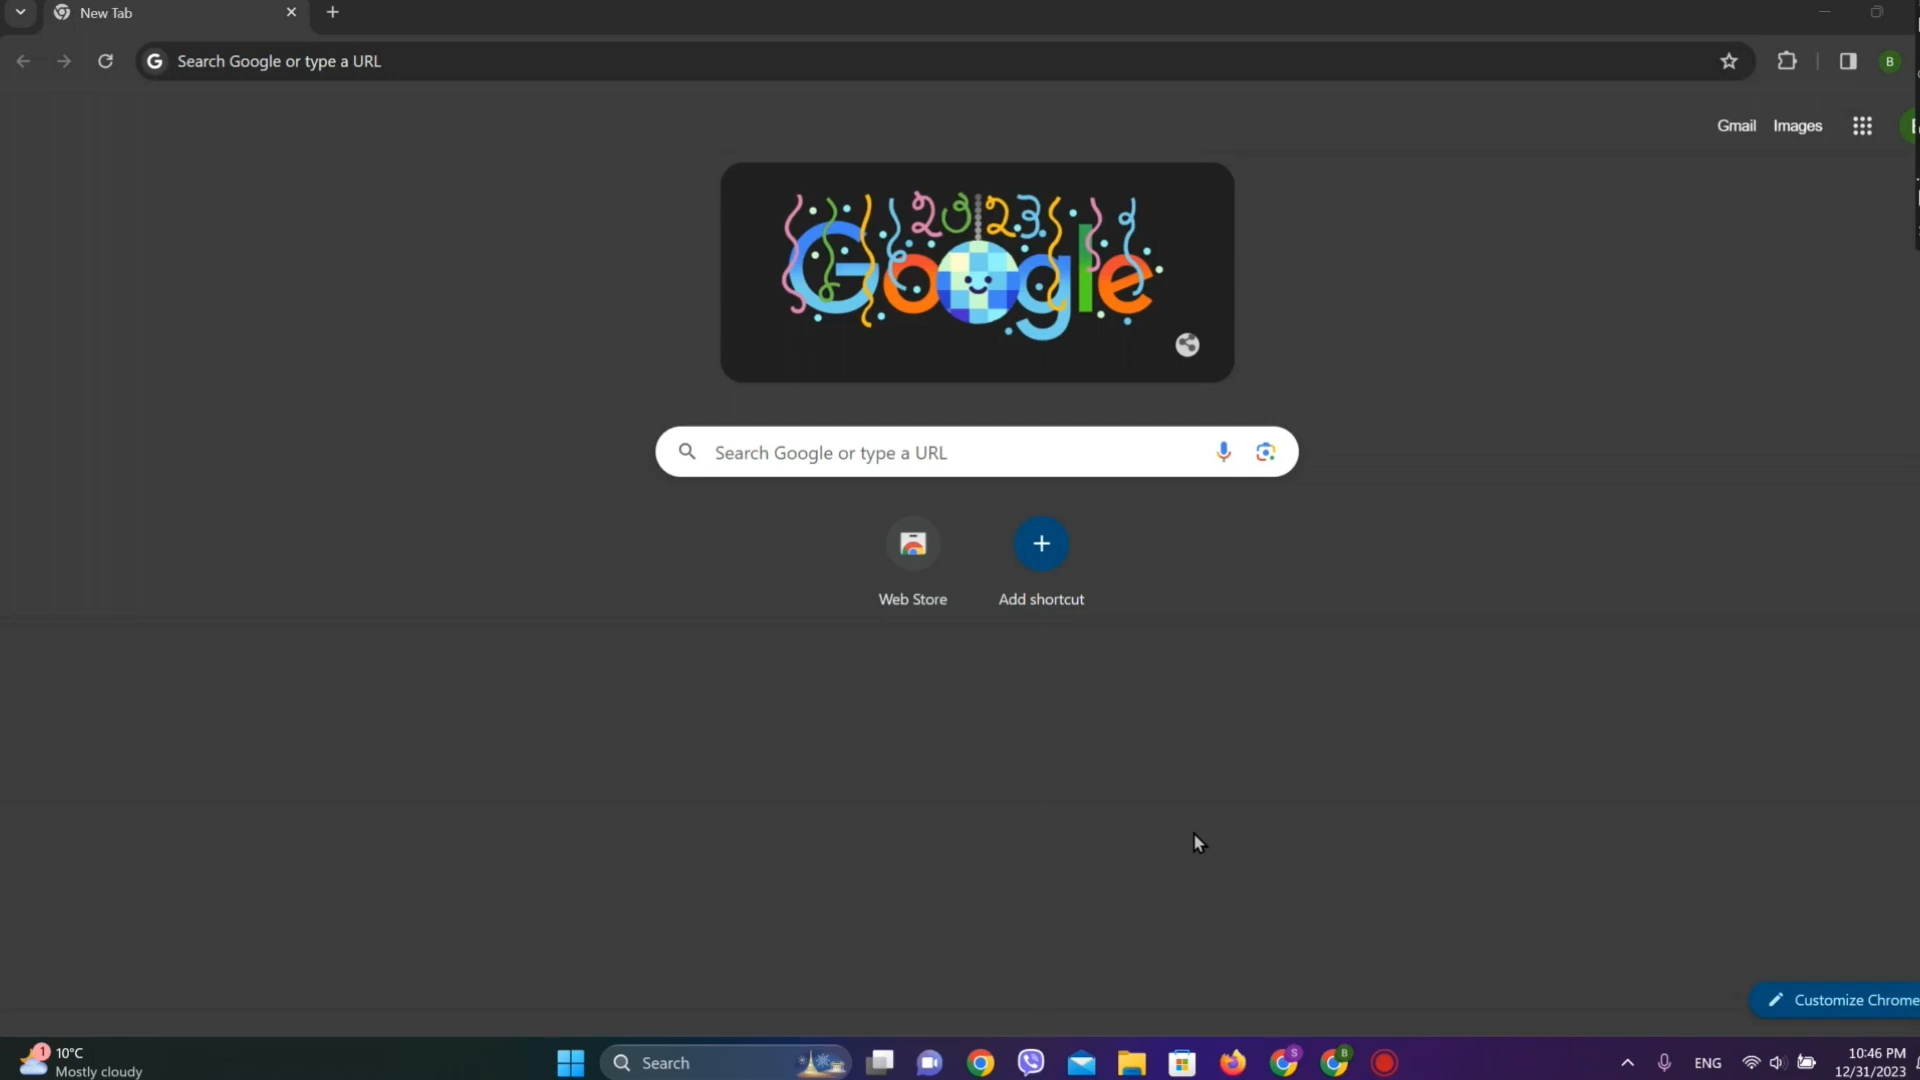 New Tab
Search Google or type a URL
B
Gmail Images
2023
Google
Search Google or type a URL
Web Store Add shortcut
Customize Chrome
1 10°C
Mostly cloudy
Search
S B
ENG
10:46 PM
12/31/2023